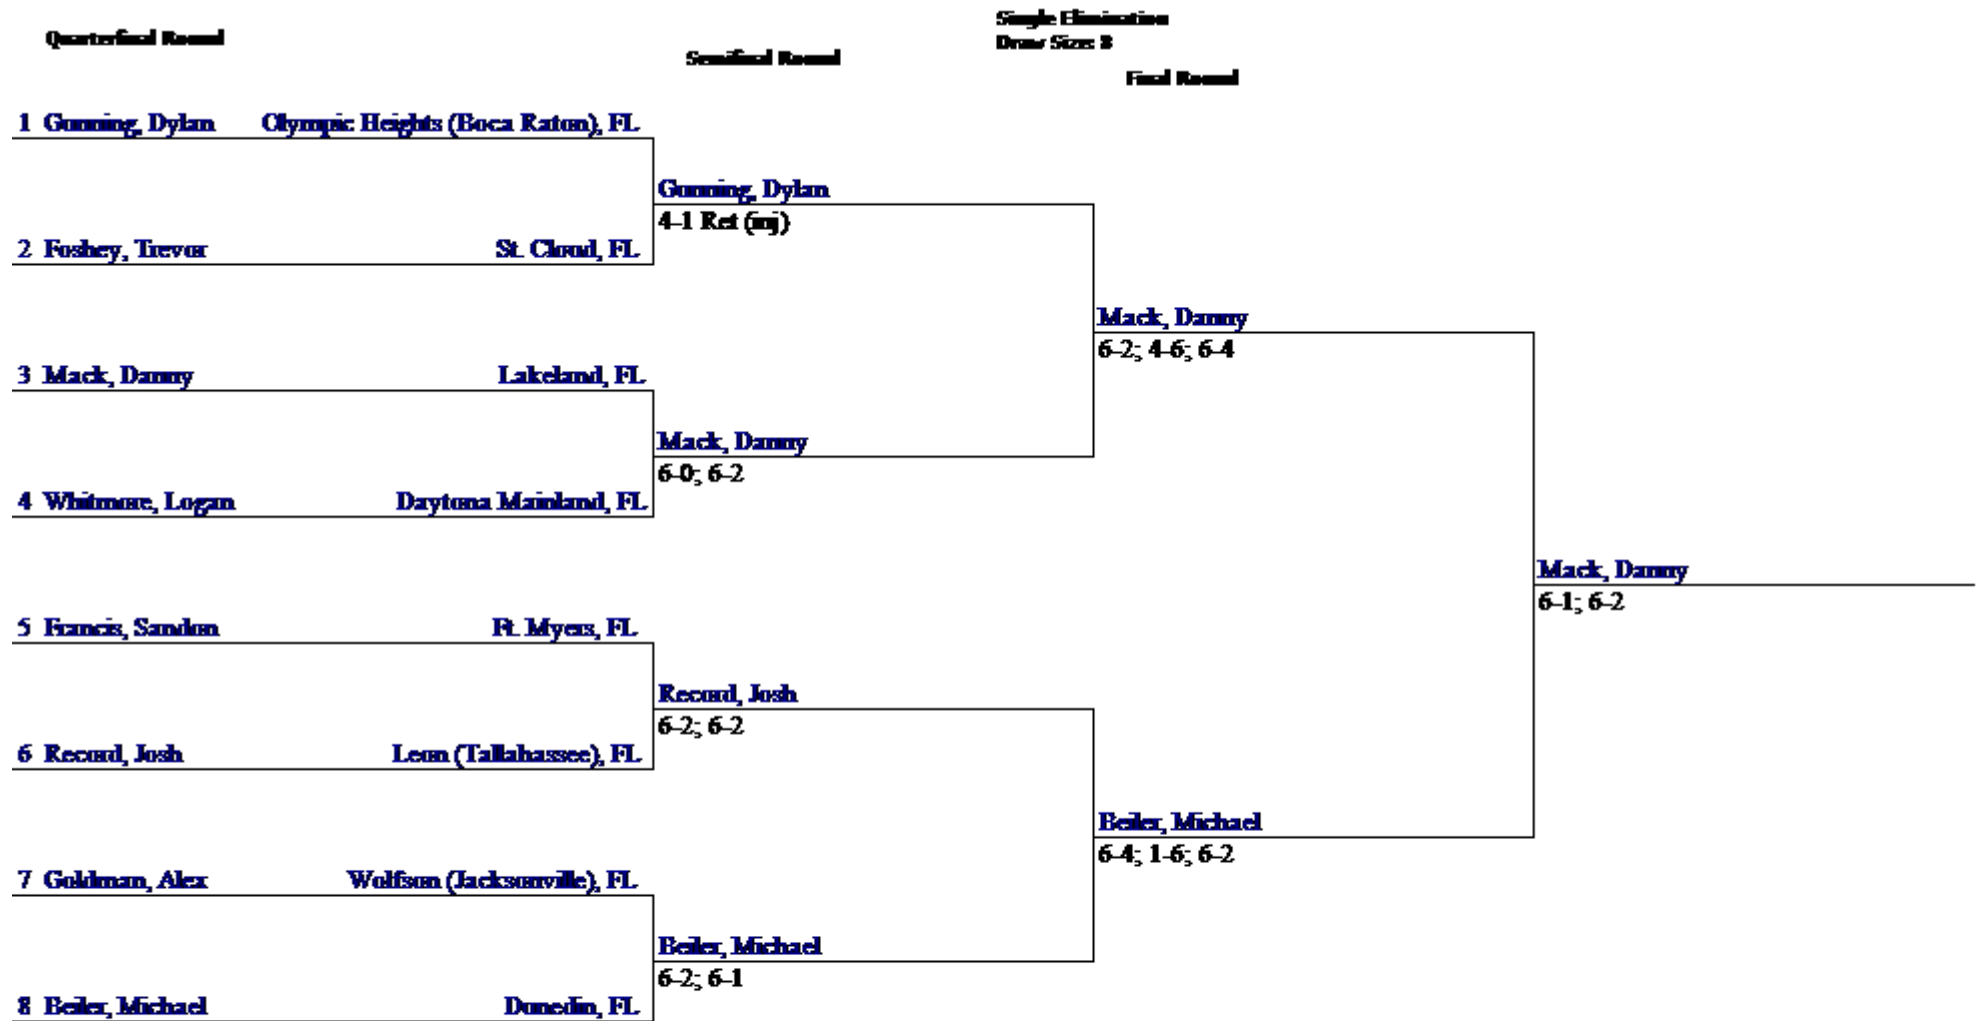 Single Elimination
Quarterfinal Round
Draw Size: 8
Semifinal Round
Final Round
1 Gunning, Dylan Olympic Heights (Boca Raton), FL
Gunning, Dylan
4-1 Ret (inj)
2 Foshey, Trevor St. Cloud, FL
Mack, Danny
6-2; 4-6; 6-4
3 Mack, Danny Lakeland, FL
Mack, Danny
6-0; 6-2
4 Whitmore, Logan Daytona Mainland, FL
Mack, Danny
6-1; 6-2
5 Francis, Sandon Ft. Myers, FL
Record, Josh
6-2; 6-2
6 Record, Josh Leon (Tallahassee), FL
Beiler, Michael
6-4; 1-6; 6-2
7 Goldman, Alex Wolfson (Jacksonville), FL
Beiler, Michael
6-2; 6-1
8 Beiler, Michael Dunedin, FL